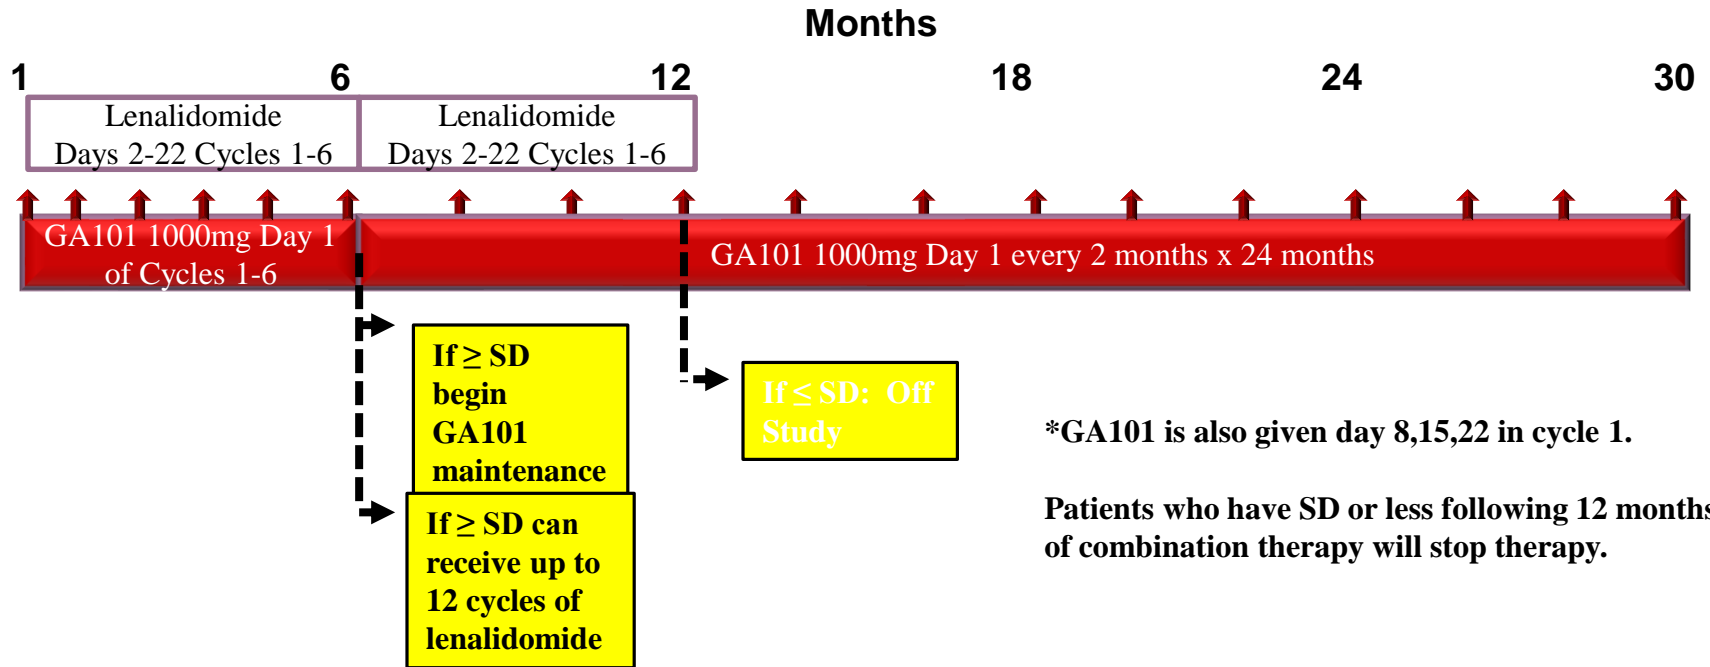 Months
1 6 12 18 24 30
Lenalidomide
Days 2-22 Cycles 1-6
Lenalidomide
Days 2-22 Cycles 1-6
GA101 1000mg Day 1
of Cycles 1-6
GA101 1000mg Day 1 every 2 months x 24 months
If ≥ SD
begin
GA101
maintenance
If ≥ SD can
receive up to
12 cycles of
lenalidomide
If ≤ SD: Off
Study
*GA101 is also given day 8,15,22 in cycle 1.
Patients who have SD or less following 12 months
of combination therapy will stop therapy.